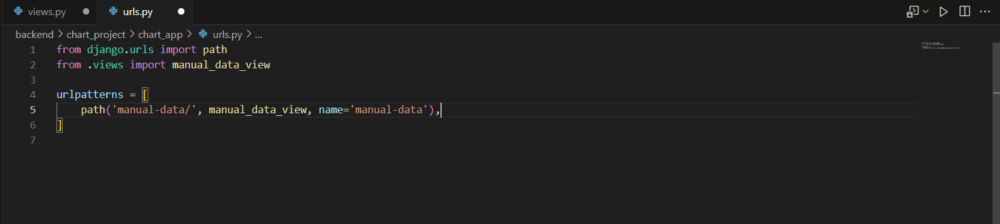 views.py urls.py
backend > chart_project > chart_app > urls.py > ...
1 from django.urls import path
2 from .views import manual_data_view
3
4 urlpatterns = [
5     path('manual-data/', manual_data_view, name='manual-data'),
6 ]
7